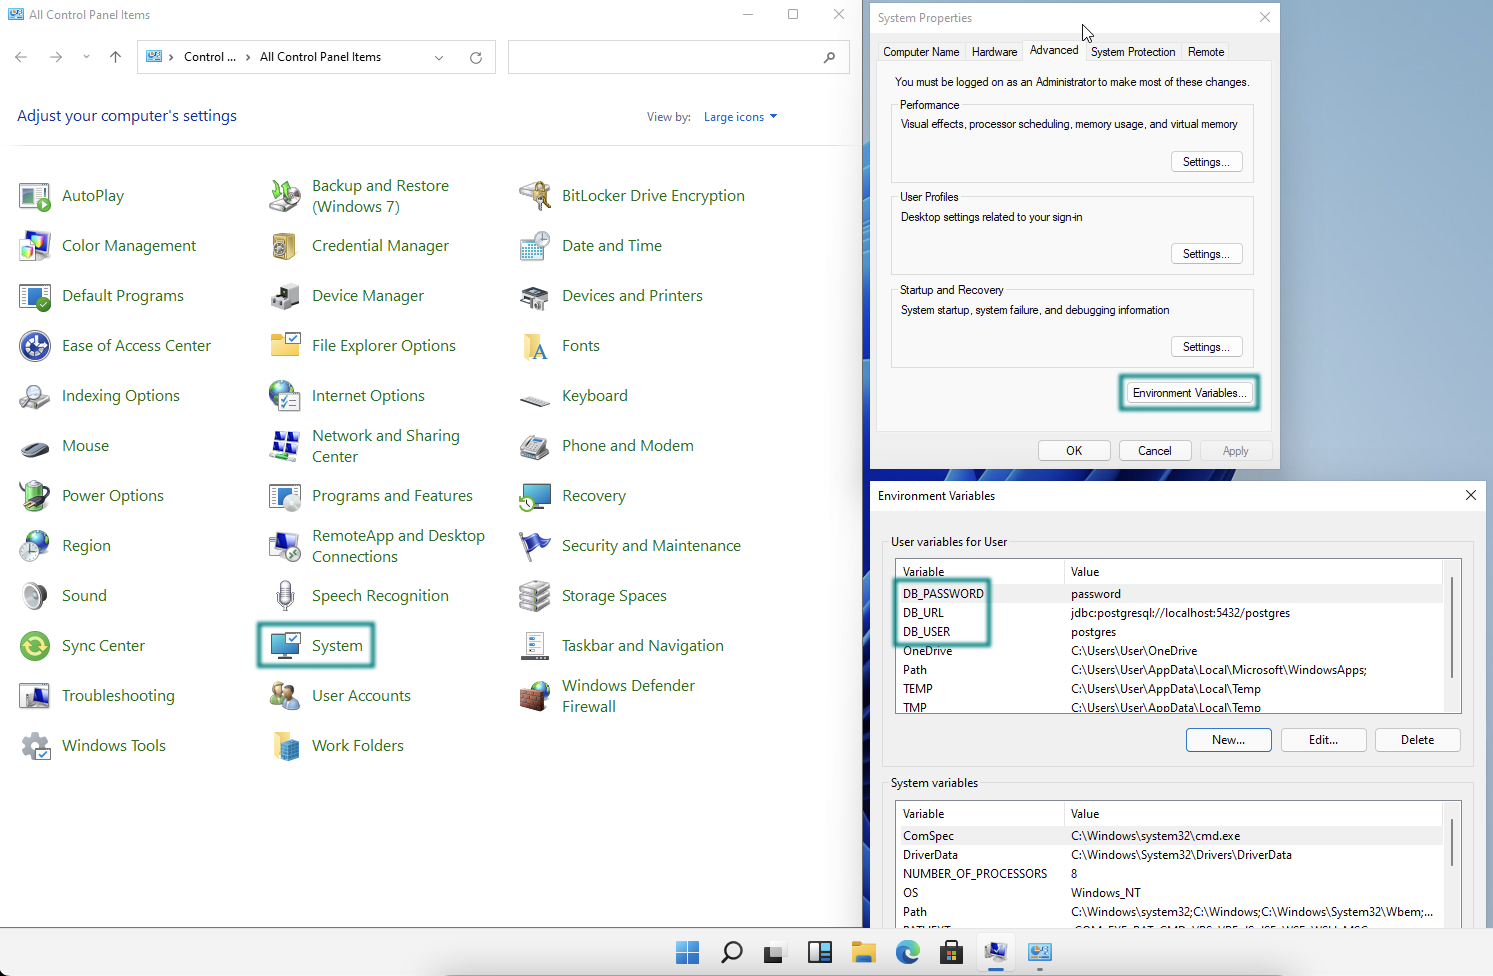 All Control Panel Items
Control ... > All Control Panel Items
Adjust your computer's settings
View by: Large icons
AutoPlay
Backup and Restore
(Windows 7)
BitLocker Drive Encryption
Color Management
Credential Manager
Date and Time
Default Programs
Device Manager
Devices and Printers
Ease of Access Center
File Explorer Options
Fonts
Indexing Options
Internet Options
Keyboard
Mouse
Network and Sharing
Center
Phone and Modem
Power Options
Programs and Features
Recovery
Region
RemoteApp and Desktop
Connections
Security and Maintenance
Sound
Speech Recognition
Storage Spaces
Sync Center
System
Taskbar and Navigation
Troubleshooting
User Accounts
Windows Defender
Firewall
Windows Tools
Work Folders
System Properties
Computer Name Hardware Advanced System Protection Remote
You must be logged on as an Administrator to make most of these changes.
Performance
Visual effects, processor scheduling, memory usage, and virtual memory
Settings...
User Profiles
Desktop settings related to your sign-in
Settings...
Startup and Recovery
System startup, system failure, and debugging information
Settings...
Environment Variables...
OK Cancel Apply
Environment Variables
User variables for User
Variable Value
DB_PASSWORD password
DB_URL jdbc:postgresql://localhost:5432/postgres
DB_USER postgres
OneDrive C:\Users\User\OneDrive
Path C:\Users\User\AppData\Local\Microsoft\WindowsApps;
TEMP C:\Users\User\AppData\Local\Temp
TMP C:\Users\User\AppData\Local\Temp
New... Edit... Delete
System variables
Variable Value
ComSpec C:\Windows\system32\cmd.exe
DriverData C:\Windows\System32\Drivers\DriverData
NUMBER_OF_PROCESSORS 8
OS Windows_NT
Path C:\Windows\system32;C:\Windows;C:\Windows\System32\Wbem;...